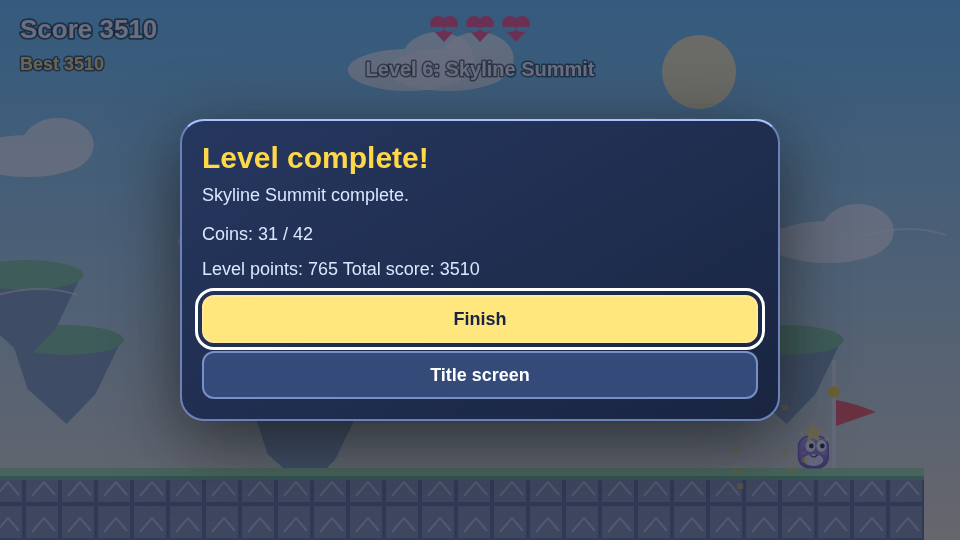 Score 3510
Best 3510
Level 6: Skyline Summit
Level complete!
Skyline Summit complete.
Coins: 31 / 42
Level points: 765 Total score: 3510
Finish
Title screen